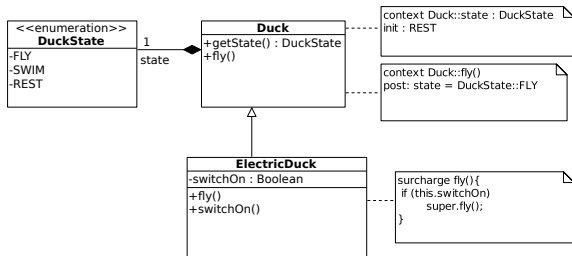 <<enumeration>>
DuckState
-FLY
-SWIM
-REST
1
state
Duck
+getState() : DuckState
+fly()
context Duck::state : DuckState
init : REST
context Duck::fly()
post: state = DuckState::FLY
ElectricDuck
-switchOn : Boolean
+fly()
+switchOn()
surcharge fly(){
if (this.switchOn)
super.fly();
}